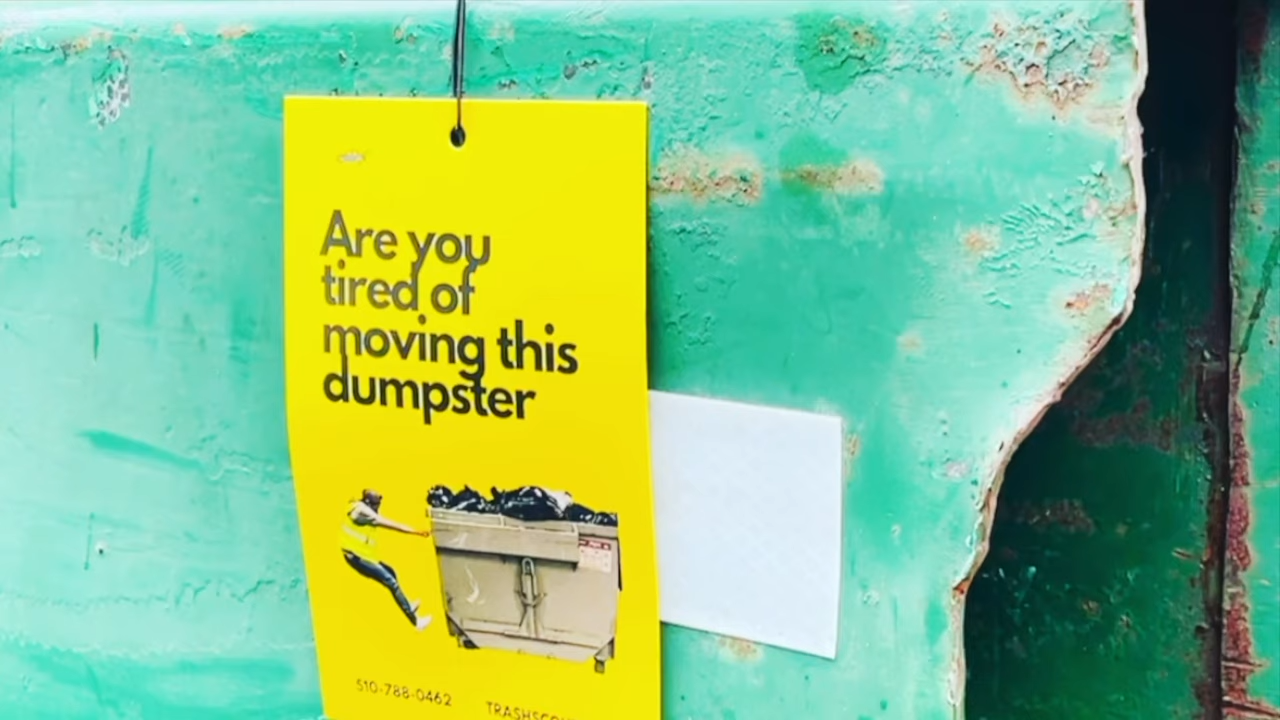 Are you
tired of
moving this
dumpster
510-788-0462